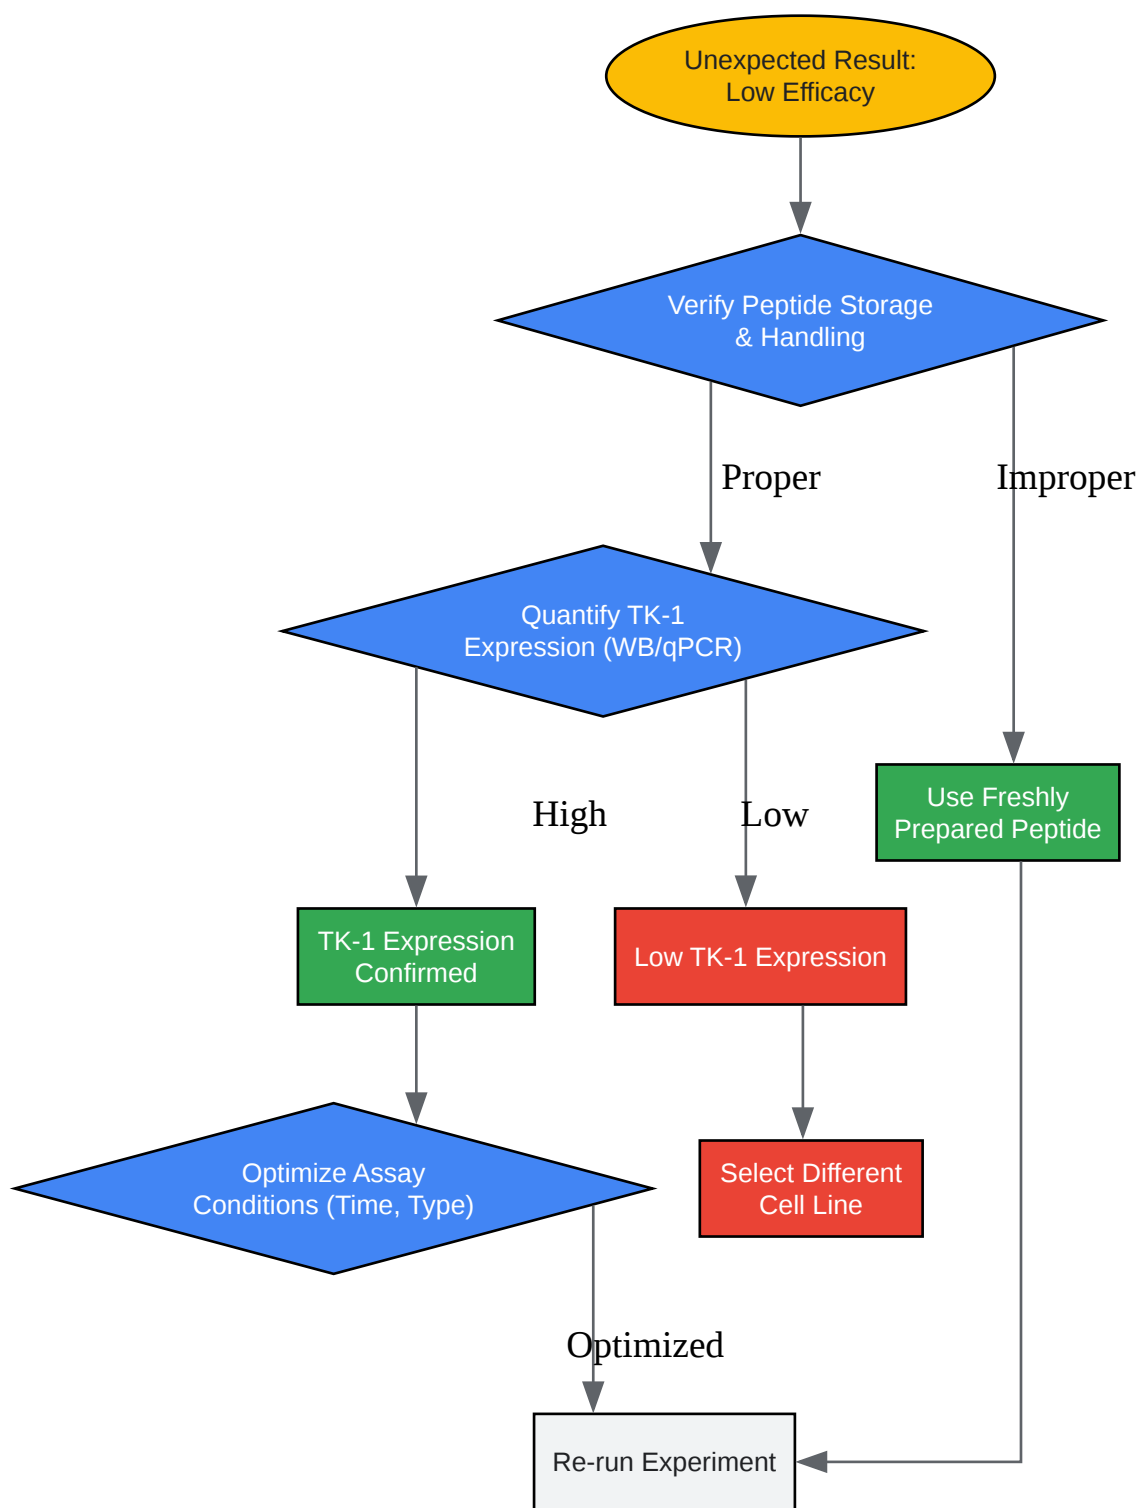 Unexpected Result:
Low Efficacy
Verify Peptide Storage
& Handling
Proper
Improper
Quantify TK-1
Expression (WB/qPCR)
High
Low
Use Freshly
Prepared Peptide
TK-1 Expression
Confirmed
Low TK-1 Expression
Optimize Assay
Conditions (Time, Type)
Select Different
Cell Line
Optimized
Re-run Experiment